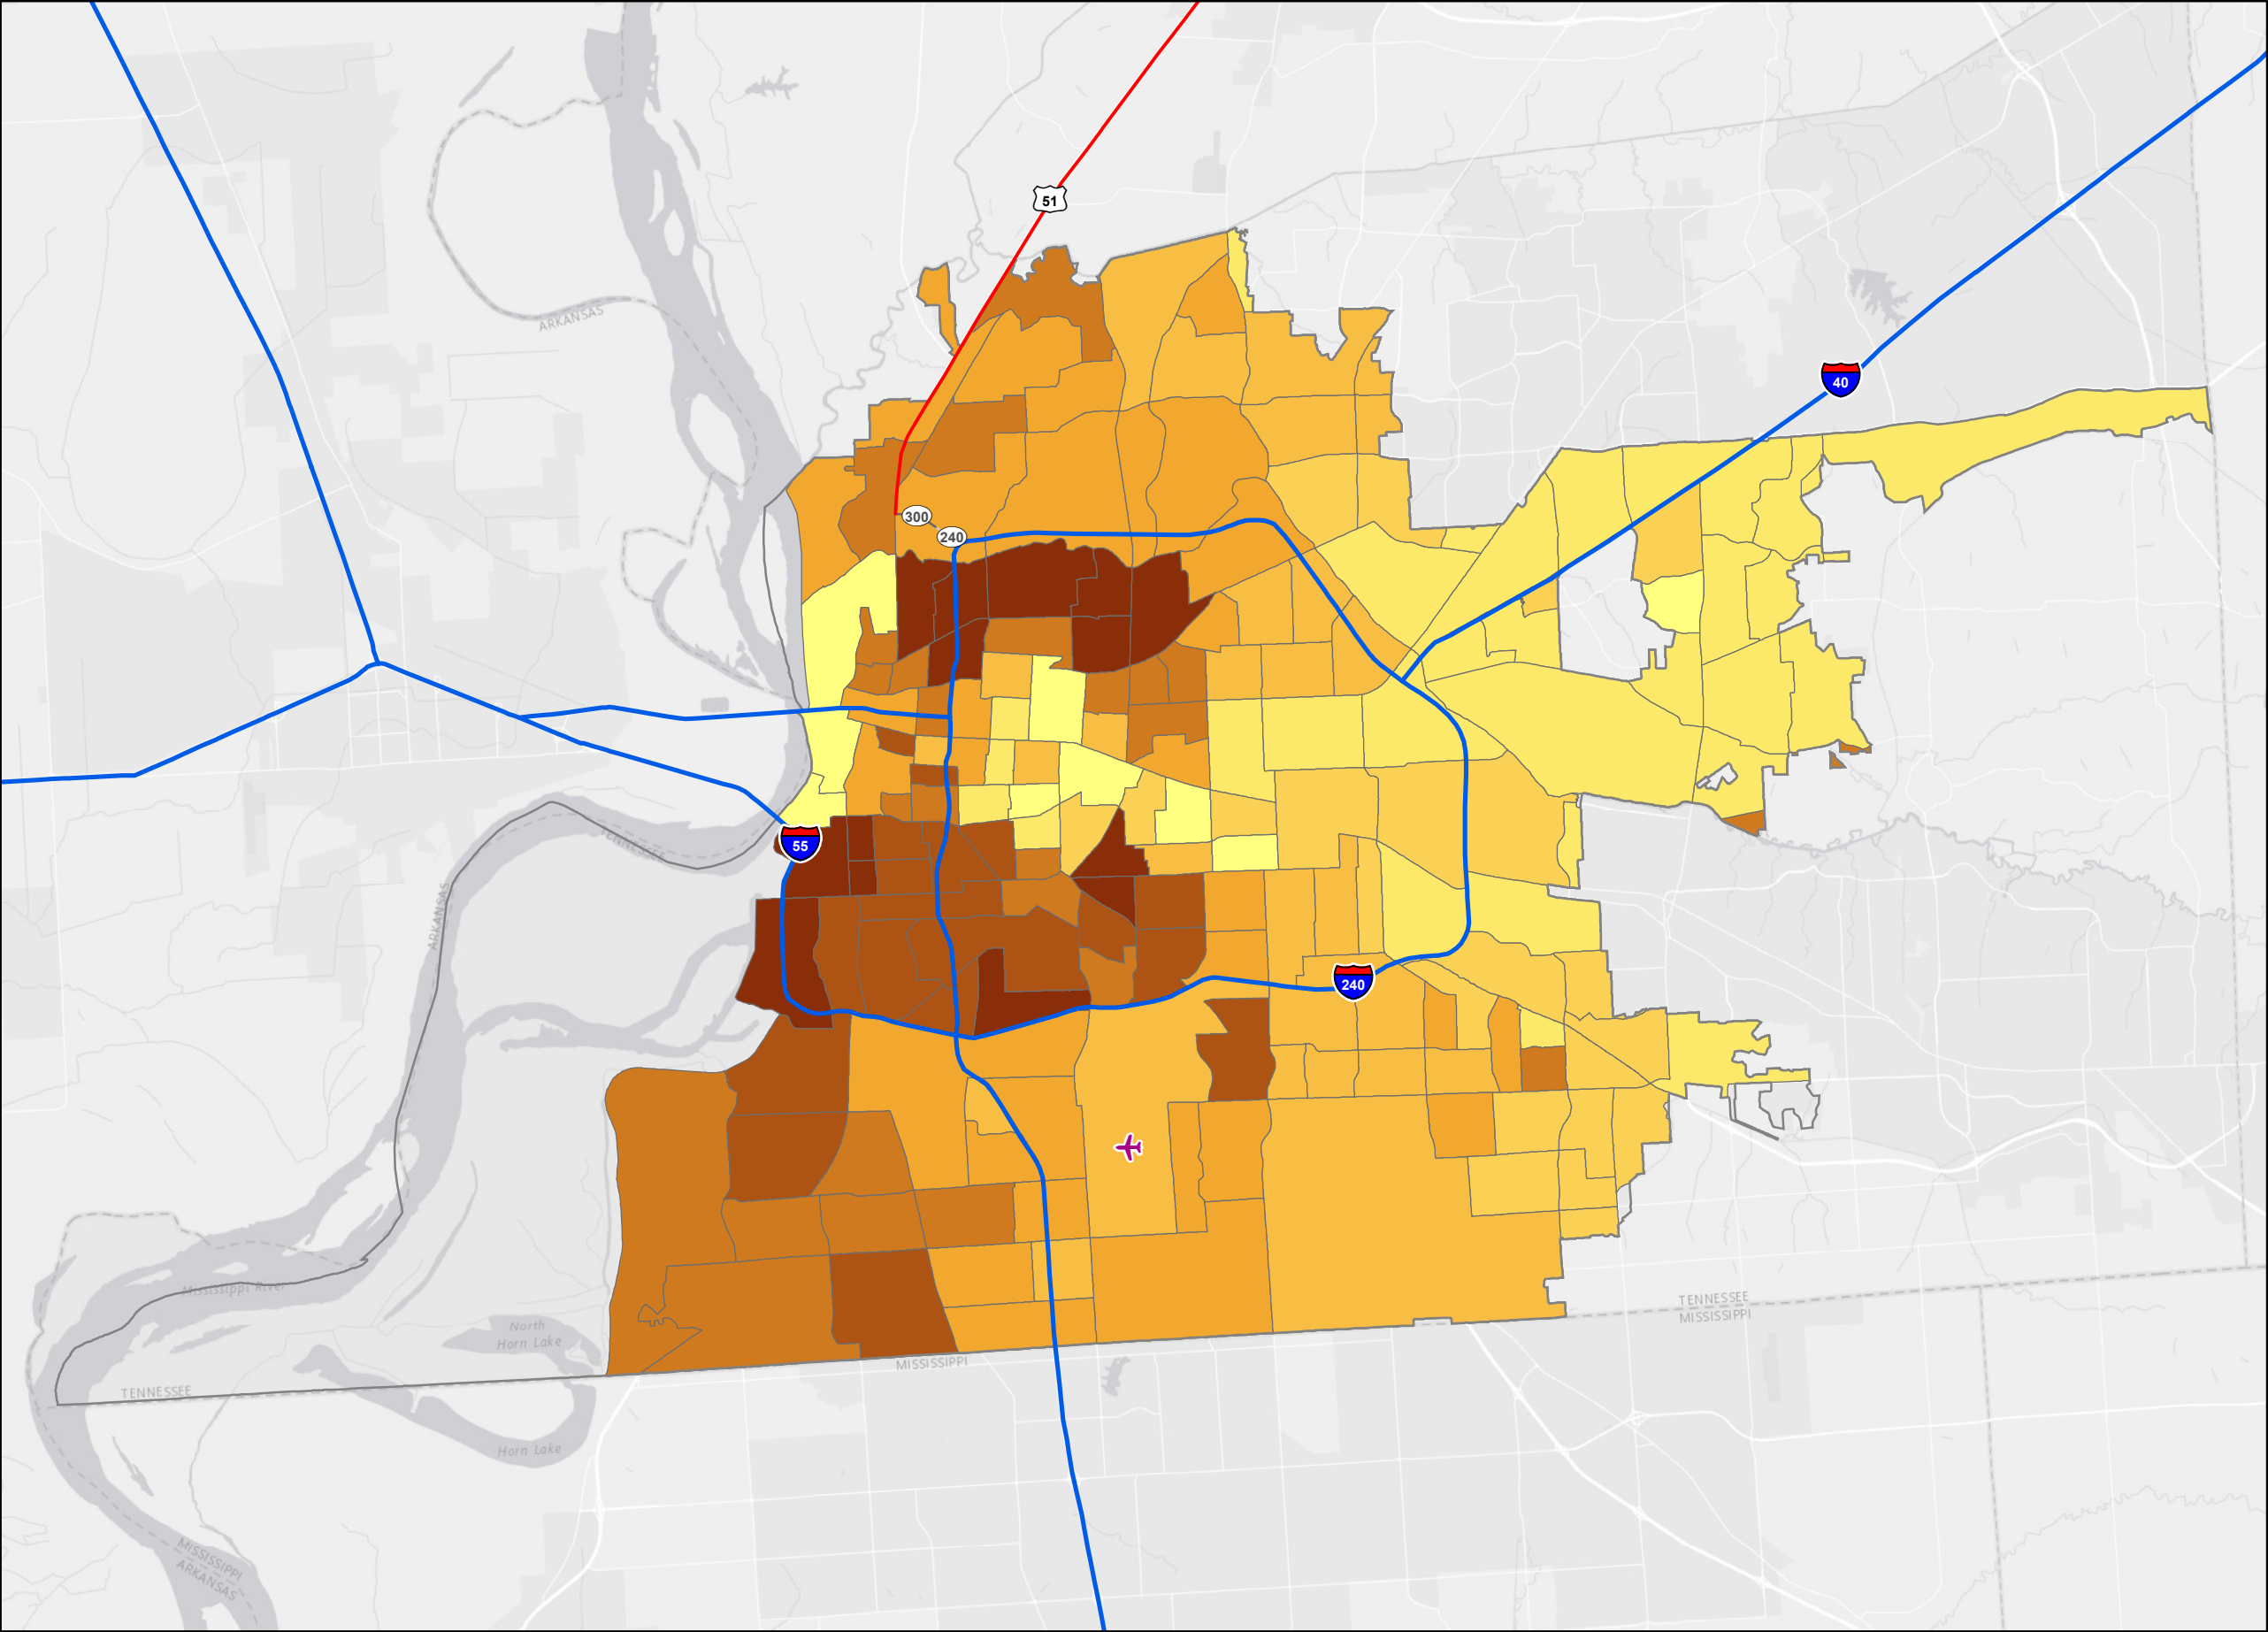 51
ARKANSAS
40
300
240
TENNESSEE
55
ARKANSAS
240
Mississippi River
TENNESSEE
MISSISSIPPI
North
Horn Lake
MISSISSIPPI
TENNESSEE
Horn Lake
MISSISSIPPI
ARKANSAS